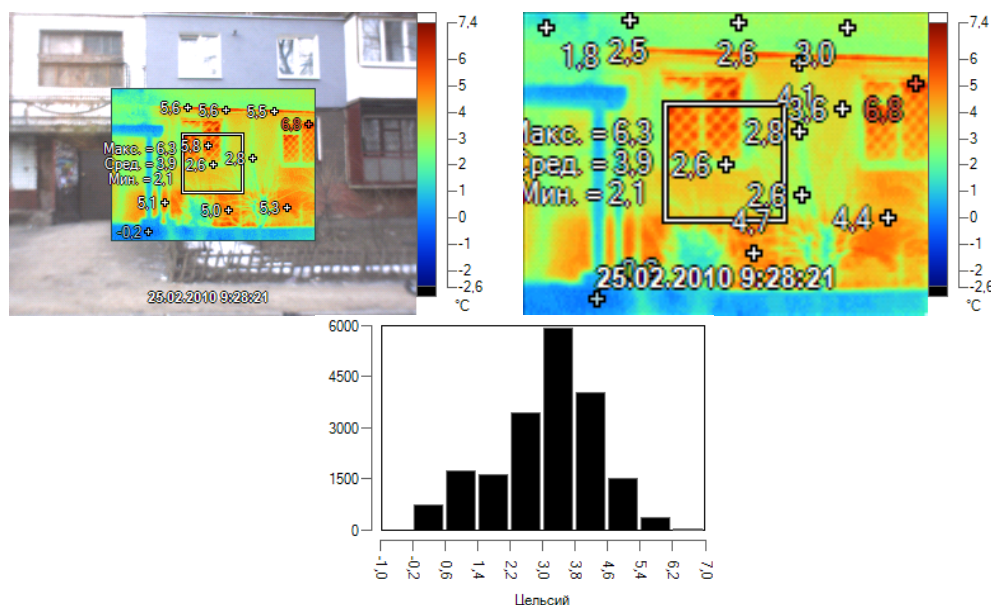 5,6 5,6 5,5 6,8
Макс. = 6,3 5,8
Сред. = 3,9 2,6 2,8
Мин. = 2,1
5,1 5,0 5,3
-0,2
25.02.2010 9:28:21
7,4
6
5
4
3
2
1
0
-1
-2
-2,6
°C
1,8 2,5 2,6 3,0
4,1 3,6 6,8
Макс. = 6,3 2,8
Сред. = 3,9 2,6
Мин. = 2,1 2,6
4,7 4,4
25.02.2010 9:28:21
7,4
6
5
4
3
2
1
0
-1
-2
-2,6
°C
6000
4500
3000
1500
0
-1,0 -0,2 0,6 1,4 2,2 3,0 3,8 4,6 5,4 6,2 7,0
Цельсий